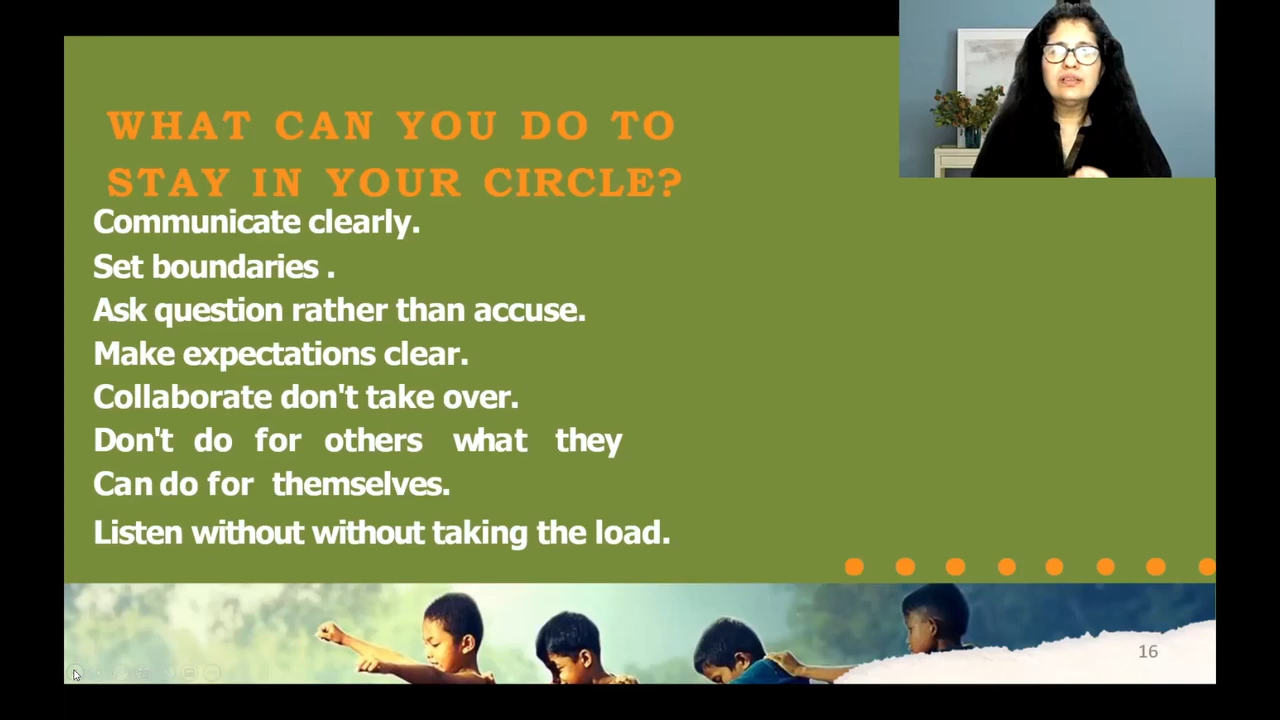 WHAT CAN YOU DO TO
STAY IN YOUR CIRCLE?
Communicate clearly.
Set boundaries .
Ask question rather than accuse.
Make expectations clear.
Collaborate don't take over.
Don't do for others what they
Can do for themselves.
Listen without without taking the load.
16